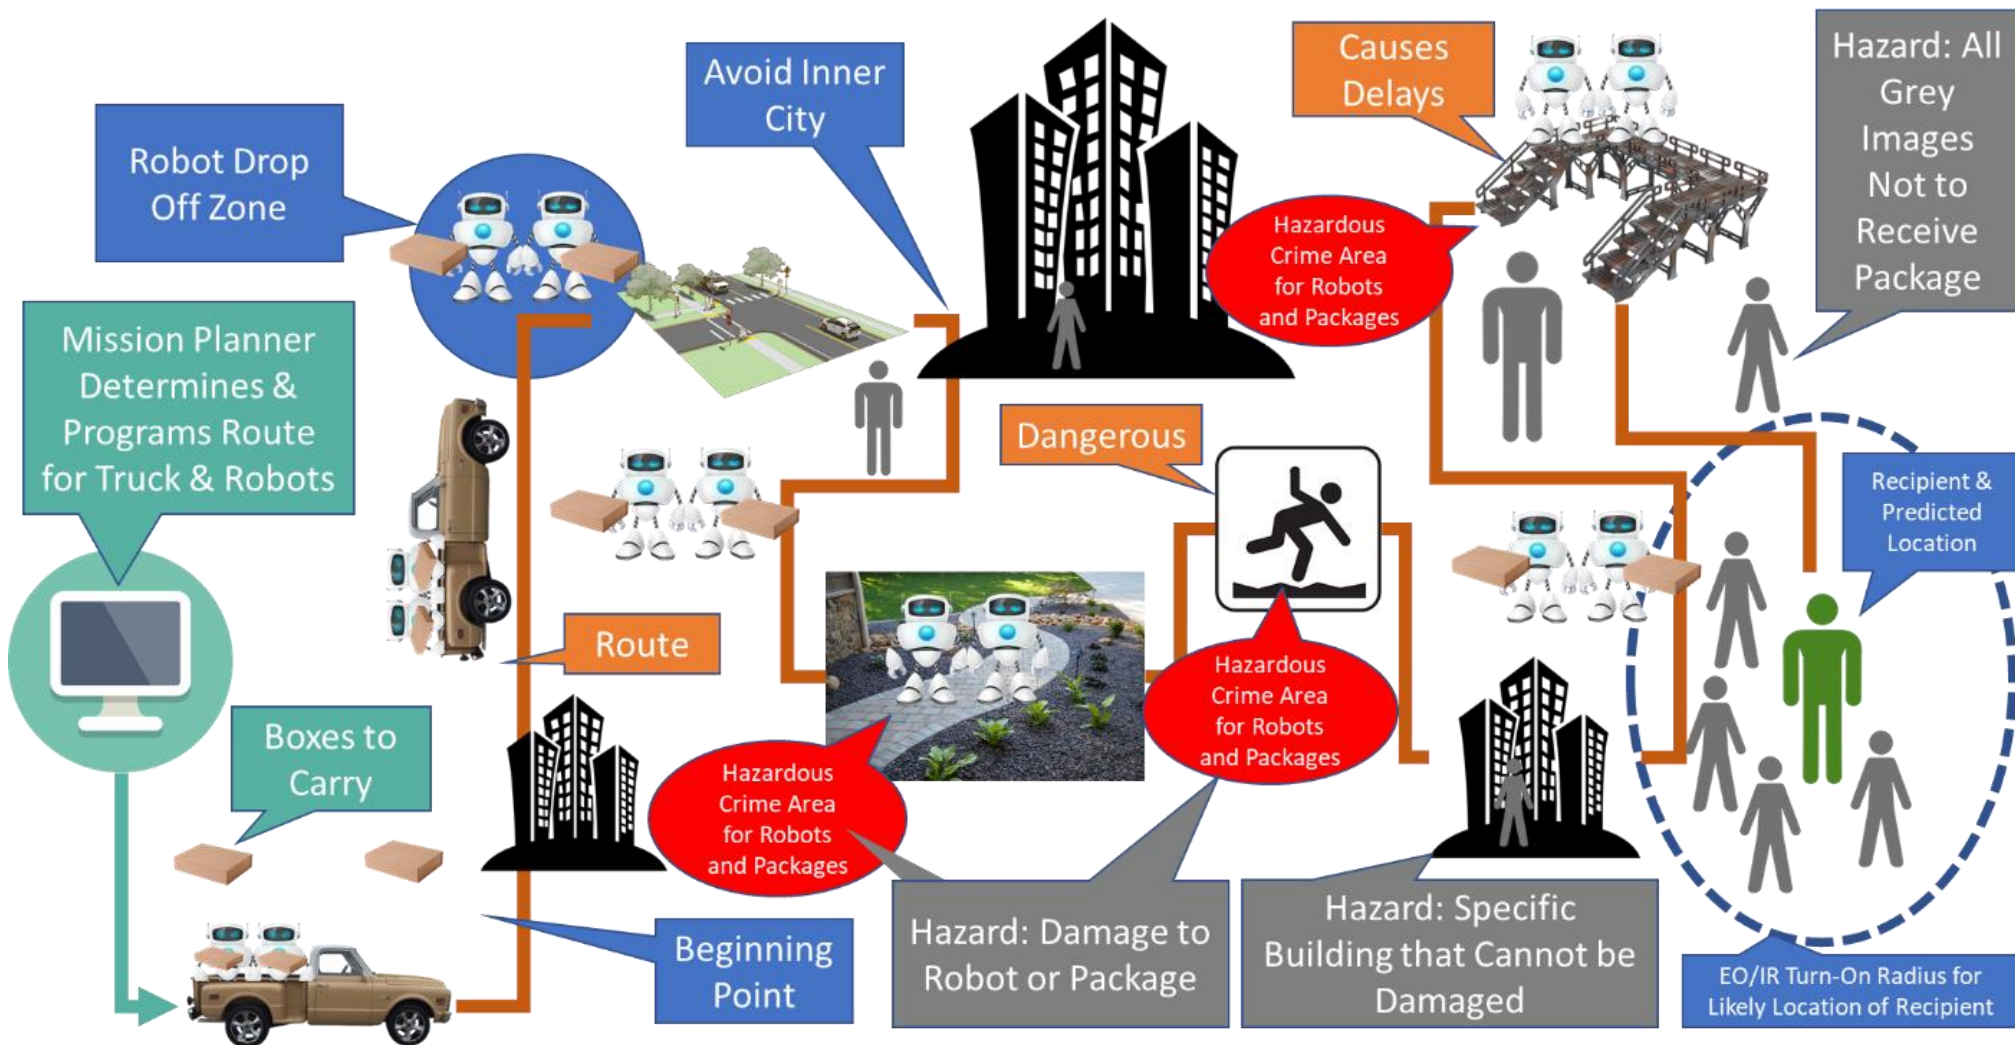 Robot Drop
Off Zone
Avoid Inner
City
Causes
Delays
Hazard: All
Grey
Images
Not to
Receive
Package
Mission Planner
Determines &
Programs Route
for Truck & Robots
Hazardous
Crime Area
for Robots
and Packages
Dangerous
Recipient &
Predicted
Location
Route
Boxes to
Carry
Hazardous
Crime Area
for Robots
and Packages
Hazardous
Crime Area
for Robots
and Packages
Beginning
Point
Hazard: Damage to
Robot or Package
Hazard: Specific
Building that Cannot be
Damaged
EO/IR Turn-On Radius for
Likely Location of Recipient